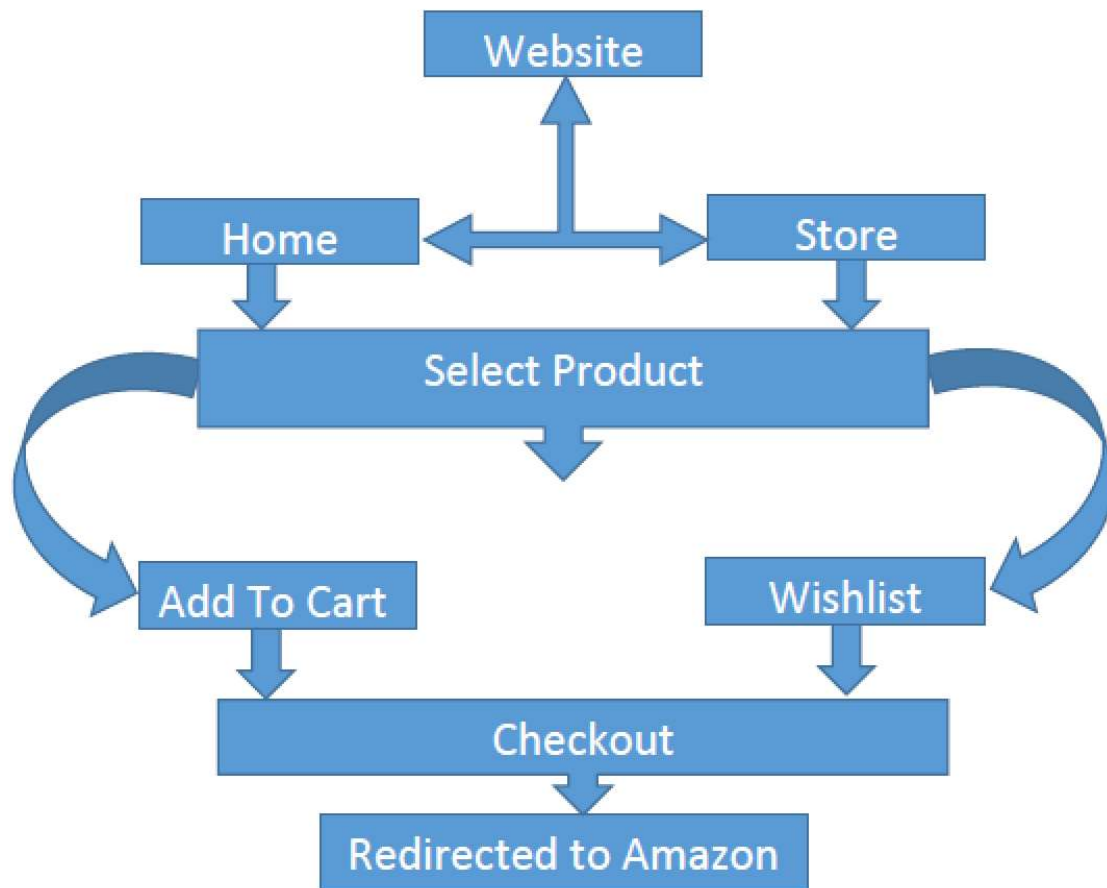 Website
Home
Store
Select Product
Add To Cart
Wishlist
Checkout
Redirected to Amazon